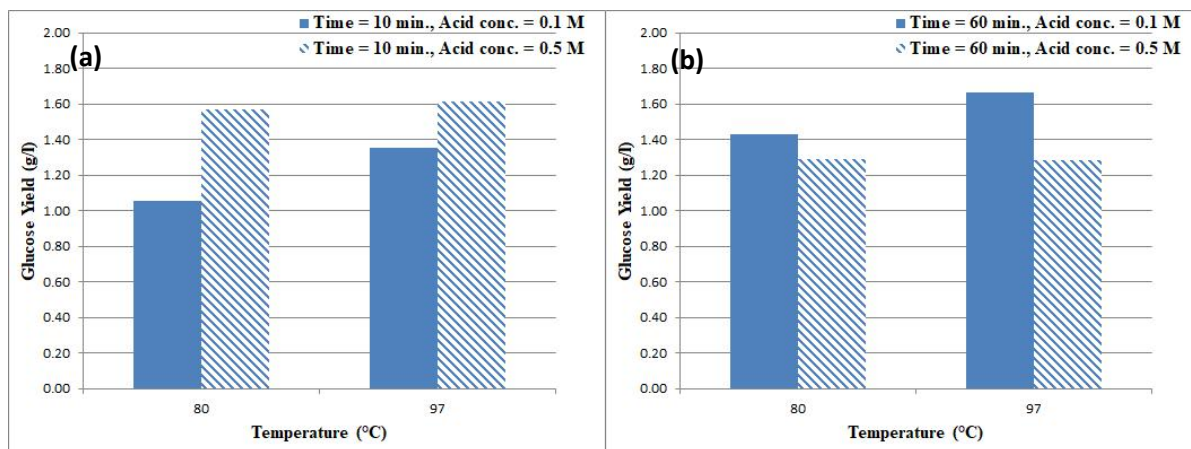 Time = 10 min., Acid conc. = 0.1 M
Time = 10 min., Acid conc. = 0.5 M
(a)
2.00
1.80
1.60
1.40
1.20
1.00
0.80
0.60
0.40
0.20
0.00
Glucose Yield (g/l)
80
97
Temperature (°C)
Time = 60 min., Acid conc. = 0.1 M
Time = 60 min., Acid conc. = 0.5 M
(b)
2.00
1.80
1.60
1.40
1.20
1.00
0.80
0.60
0.40
0.20
0.00
Glucose Yield (g/l)
80
97
Temperature (°C)